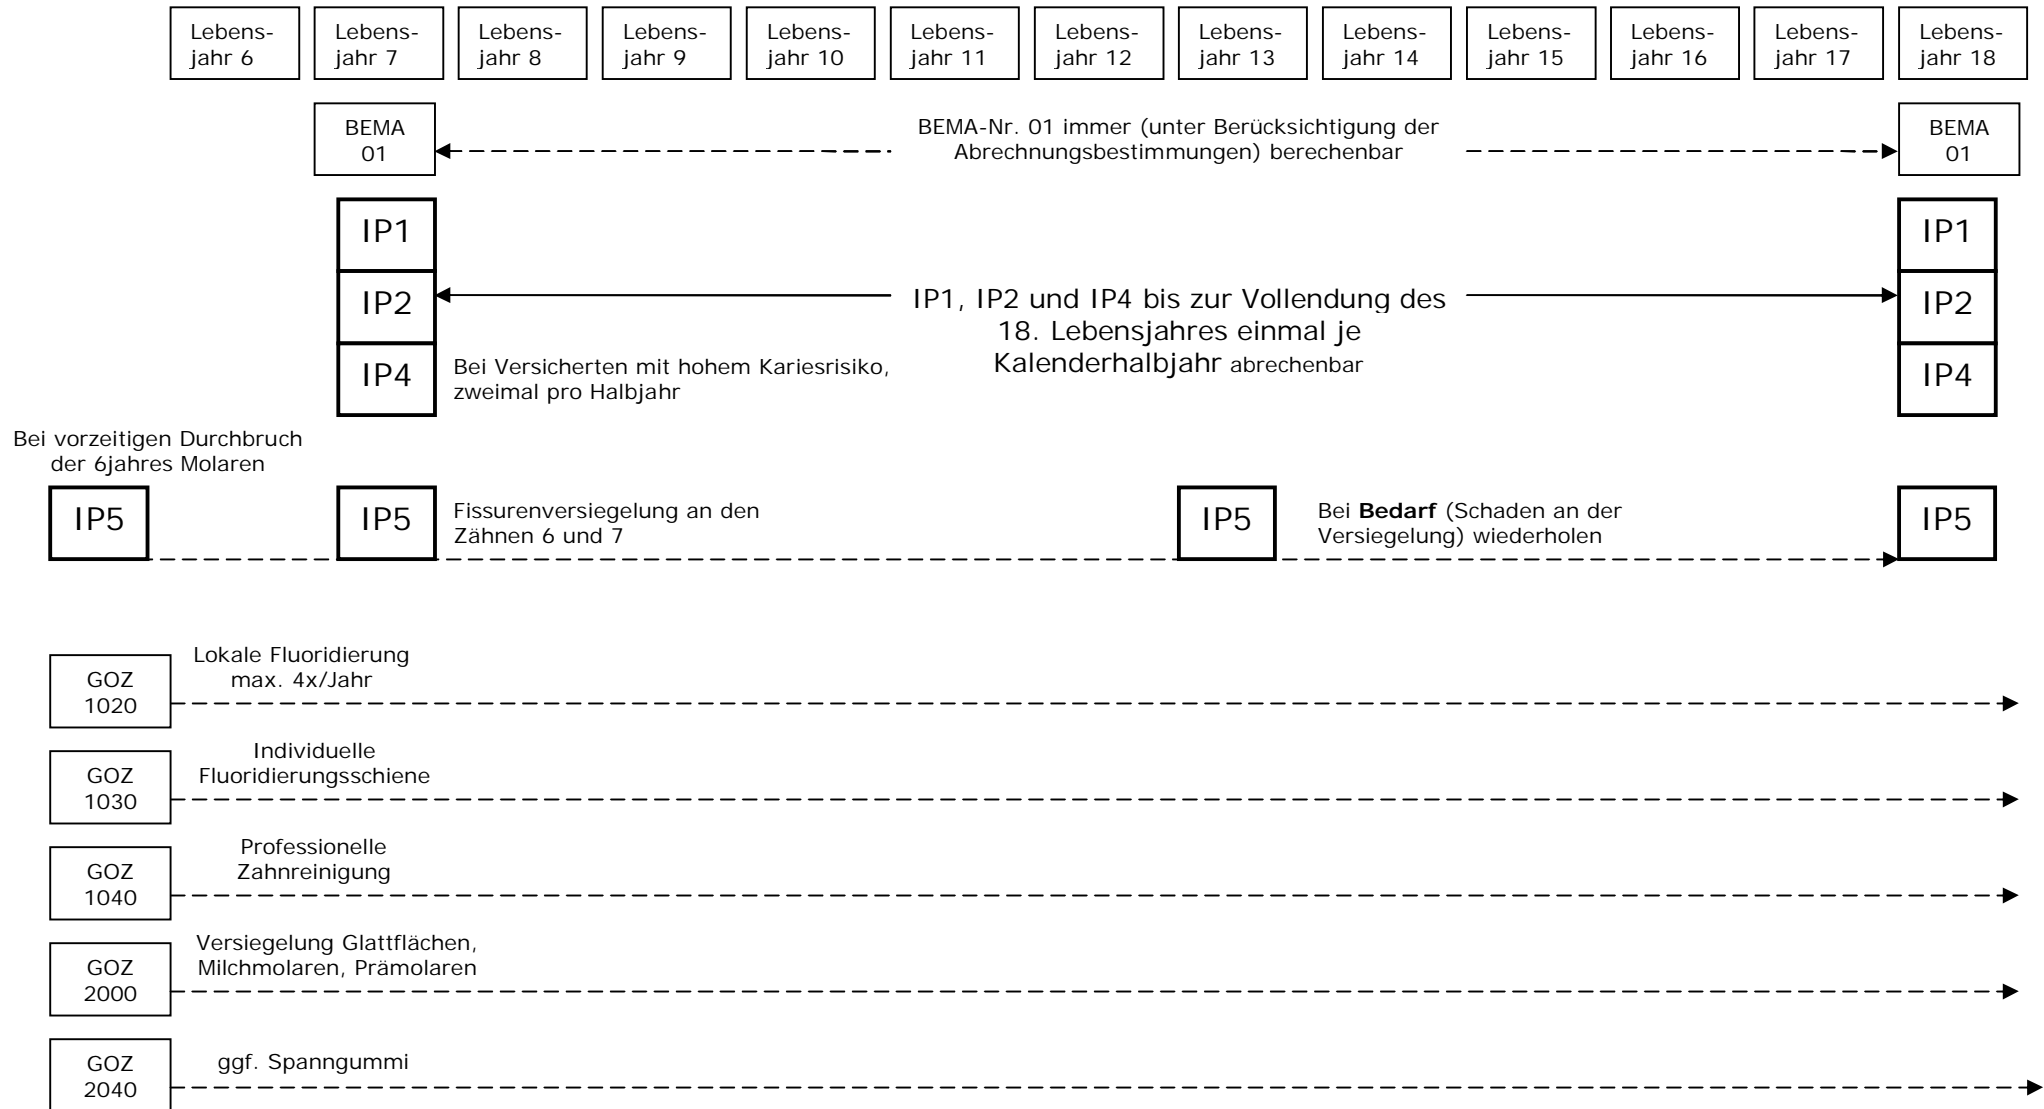 Lebens-
jahr 6
Lebens-
jahr 7
Lebens-
jahr 8
Lebens-
jahr 9
Lebens-
jahr 10
Lebens-
jahr 11
Lebens-
jahr 12
Lebens-
jahr 13
Lebens-
jahr 14
Lebens-
jahr 15
Lebens-
jahr 16
Lebens-
jahr 17
Lebens-
jahr 18
BEMA
01
BEMA-Nr. 01 immer (unter Berücksichtigung der
Abrechnungsbestimmungen) berechenbar
BEMA
01
IP1
IP2
IP4
Bei Versicherten mit hohem Kariesrisiko,
zweimal pro Halbjahr
IP1, IP2 und IP4 bis zur Vollendung des
18. Lebensjahres einmal je
Kalenderhalbjahr abrechenbar
IP1
IP2
IP4
Bei vorzeitigen Durchbruch
der 6jahres Molaren
IP5
IP5
Fissurenversiegelung an den
Zähnen 6 und 7
IP5
Bei Bedarf (Schaden an der
Versiegelung) wiederholen
IP5
GOZ
1020
Lokale Fluoridierung
max. 4x/Jahr
GOZ
1030
Individuelle
Fluoridierungsschiene
GOZ
1040
Professionelle
Zahnreinigung
GOZ
2000
Versiegelung Glattflächen,
Milchmolaren, Prämolaren
GOZ
2040
ggf. Spanngummi